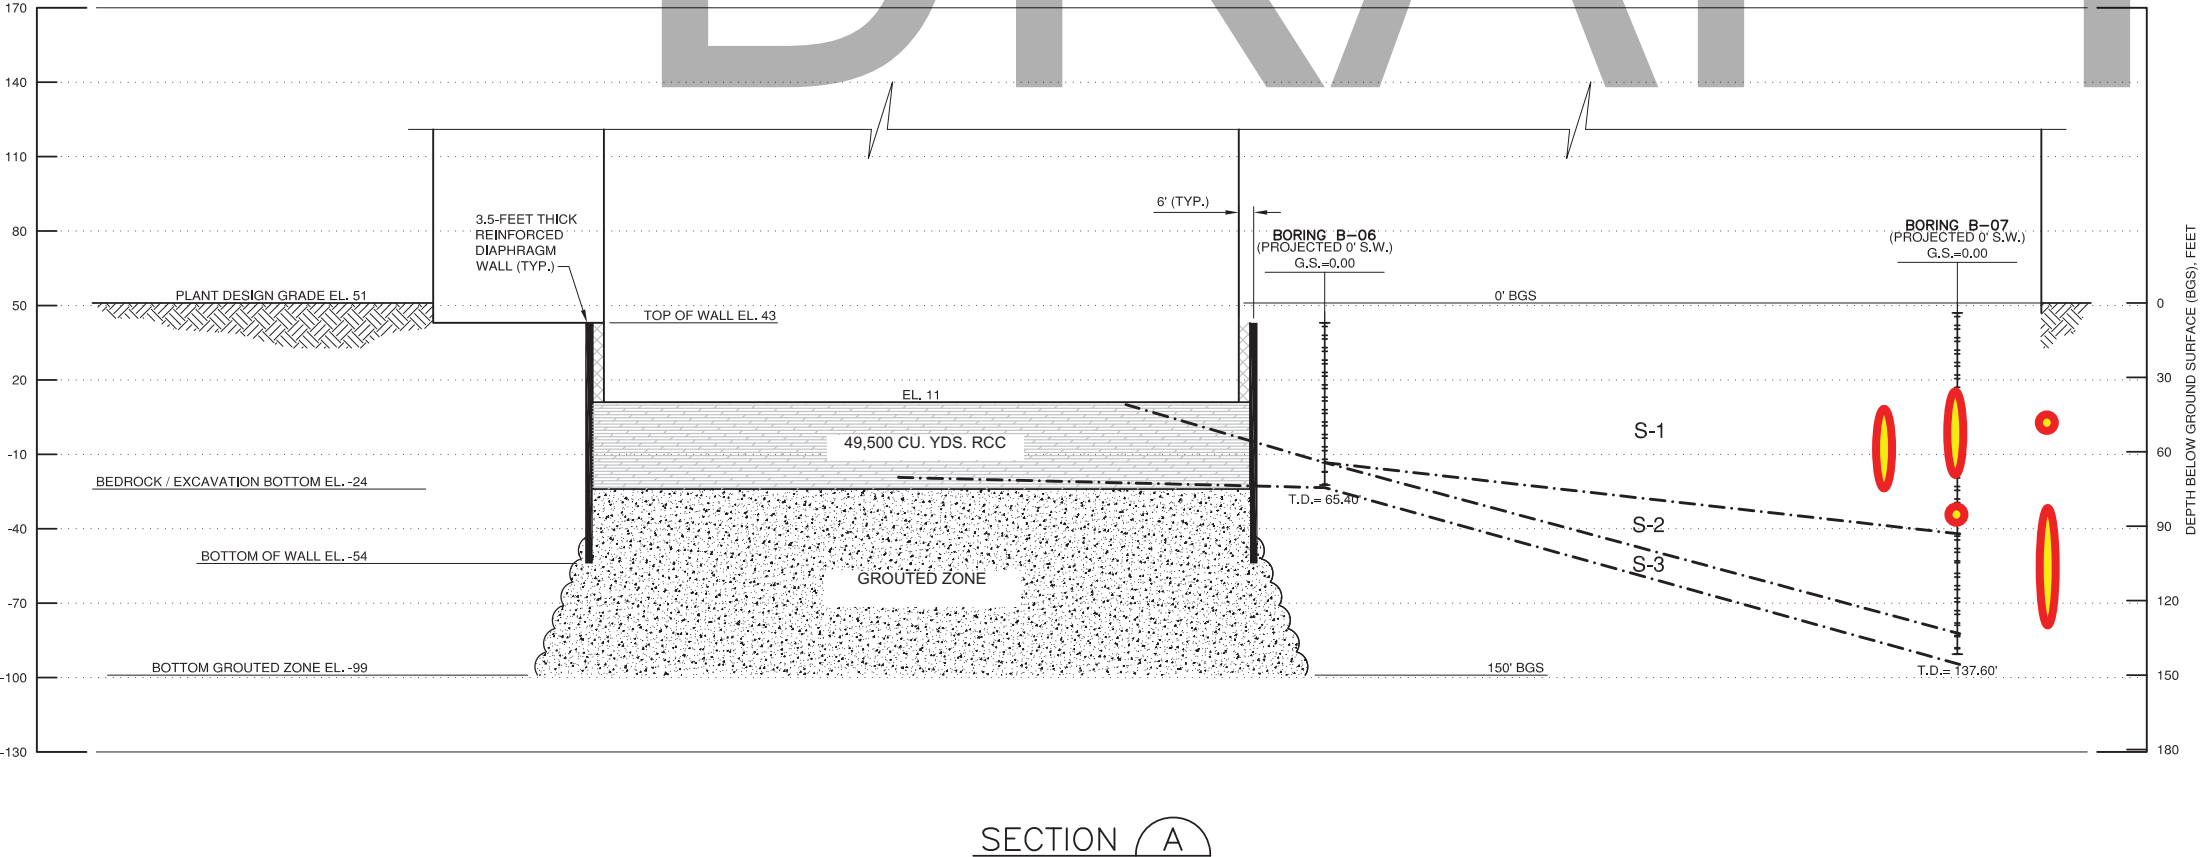 DRAFT
170
140
110
80
50
20
-10
-40
-70
-100
-130
3.5-FEET THICK
REINFORCED
DIAPHRAGM
WALL (TYP.)
6' (TYP.)
BORING B-06
(PROJECTED 0' S.W.)
G.S.=0.00
BORING B-07
(PROJECTED 0' S.W.)
G.S.=0.00
PLANT DESIGN GRADE EL. 51
0' BGS
TOP OF WALL EL. 43
EL. 11
49,500 CU. YDS. RCC
S-1
BEDROCK / EXCAVATION BOTTOM EL. -24
T.D.= 65.40'
S-2
BOTTOM OF WALL EL. -54
S-3
GROUTED ZONE
BOTTOM GROUTED ZONE EL. -99
150' BGS
T.D.= 137.60'
0
30
60
90
120
150
180
DEPTH BELOW GROUND SURFACE (BGS), FEET
SECTION A